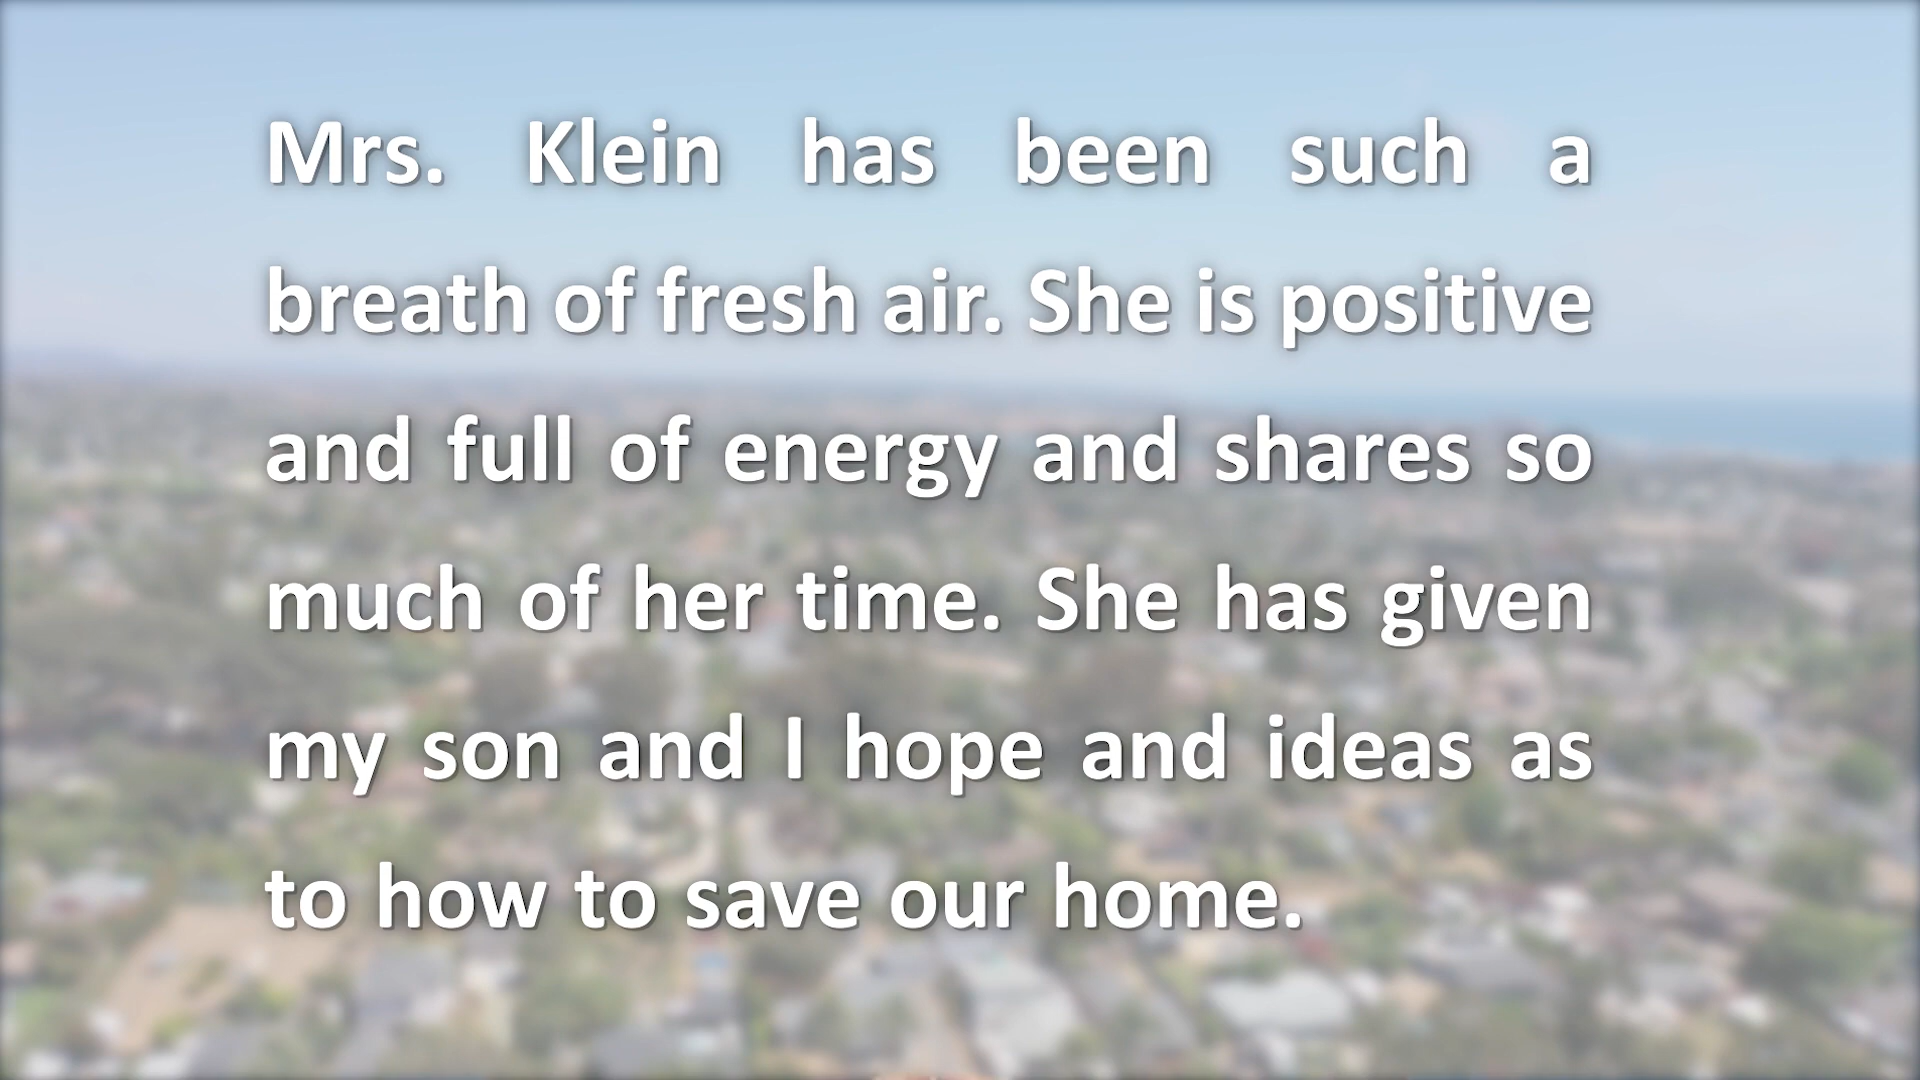 Mrs. Klein has been such a
breath of fresh air. She is positive
and full of energy and shares so
much of her time. She has given
my son and I hope and ideas as
to how to save our home.